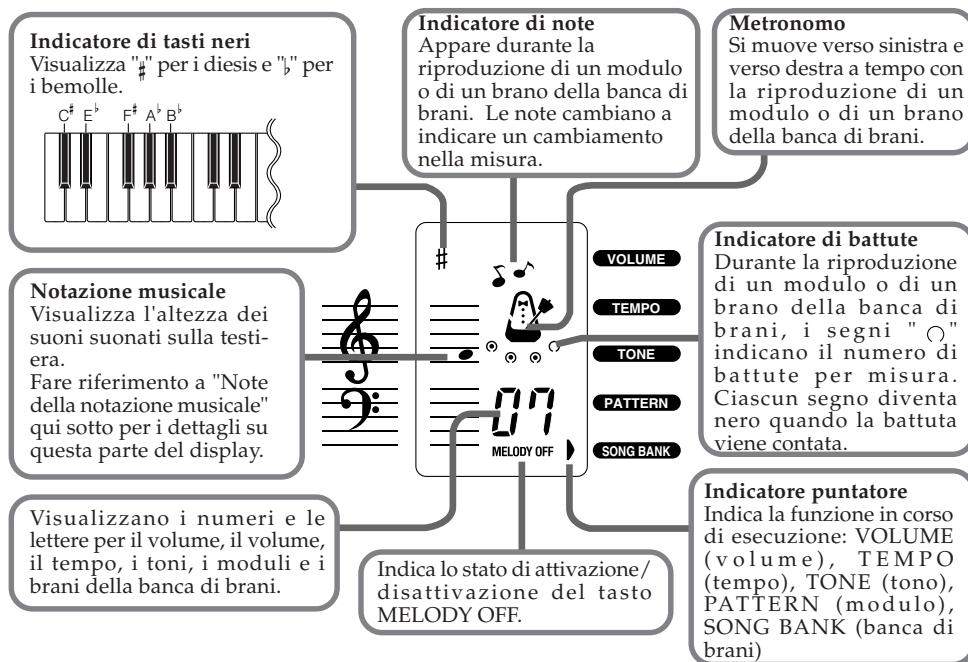 Indicatore di tasti neri
Visualizza "♯" per i diesis e "♭" per
i bemolle.
C♯ E♭ F♯ A♭ B♭
Indicatore di note
Appare durante la
riproduzione di un modulo
o di un brano della banca di
brani. Le note cambiano a
indicare un cambiamento
nella misura.
Metronomo
Si muove verso sinistra e
verso destra a tempo con
la riproduzione di un
modulo o di un brano
della banca di brani.
Notazione musicale
Visualizza l'altezza dei
suoni suonati sulla testi-
era.
Fare riferimento a "Note
della notazione musicale"
qui sotto per i dettagli su
questa parte del display.
♯
07
MELODY OFF
VOLUME
TEMPO
TONE
PATTERN
SONG BANK
Indicatore di battute
Durante la riproduzione
di un modulo o di un
brano della banca di
brani, i segni "○"
indicano il numero di
battute per misura.
Ciascun segno diventa
nero quando la battuta
viene contata.
Visualizzano i numeri e le
lettere per il volume, il volume,
il tempo, i toni, i moduli e i
brani della banca di brani.
Indica lo stato di attivazione/
disattivazione del tasto
MELODY OFF.
Indicatore puntatore
Indica la funzione in corso
di esecuzione: VOLUME
(volume), TEMPO
(tempo), TONE (tono),
PATTERN (modulo),
SONG BANK (banca di
brani)